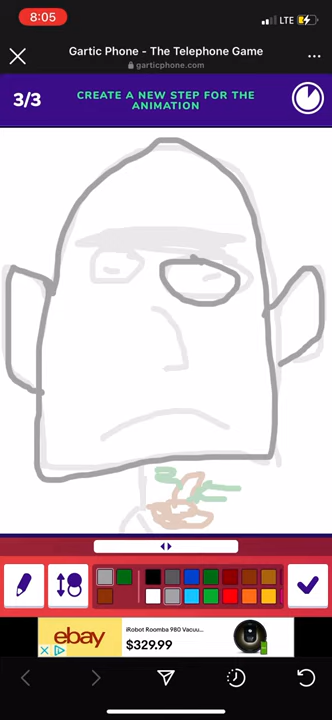 8:05
LTE
Gartic Phone - The Telephone Game
garticphone.com
3/3
CREATE A NEW STEP FOR THE
ANIMATION
ebay
iRobot Roomba 980 Vacuu...
$329.99